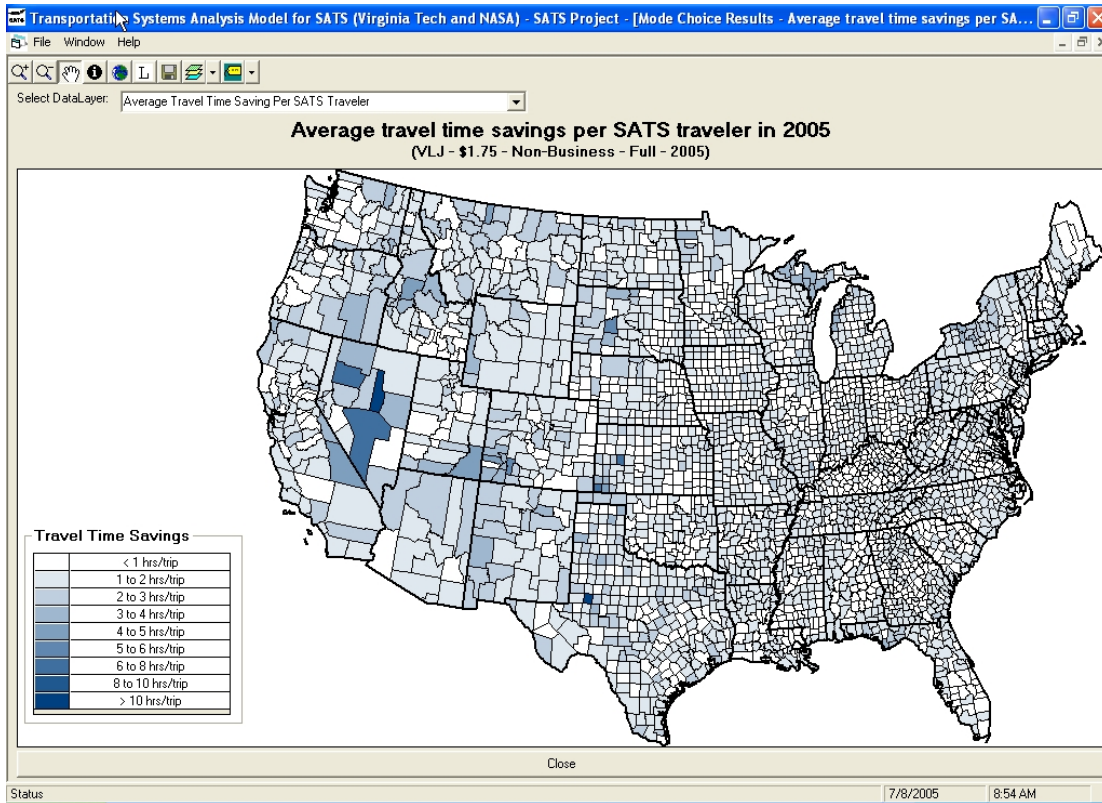 Transportation Systems Analysis Model for SATS (Virginia Tech and NASA) - SATS Project - [Mode Choice Results - Average travel time savings per SA...
File Window Help
L
Select DataLayer: Average Travel Time Saving Per SATS Traveler
Average travel time savings per SATS traveler in 2005
(VLJ - $1.75 - Non-Business - Full - 2005)
Travel Time Savings
< 1 hrs/trip
1 to 2 hrs/trip
2 to 3 hrs/trip
3 to 4 hrs/trip
4 to 5 hrs/trip
5 to 6 hrs/trip
6 to 8 hrs/trip
8 to 10 hrs/trip
> 10 hrs/trip
Close
Status 7/8/2005 8:54 AM